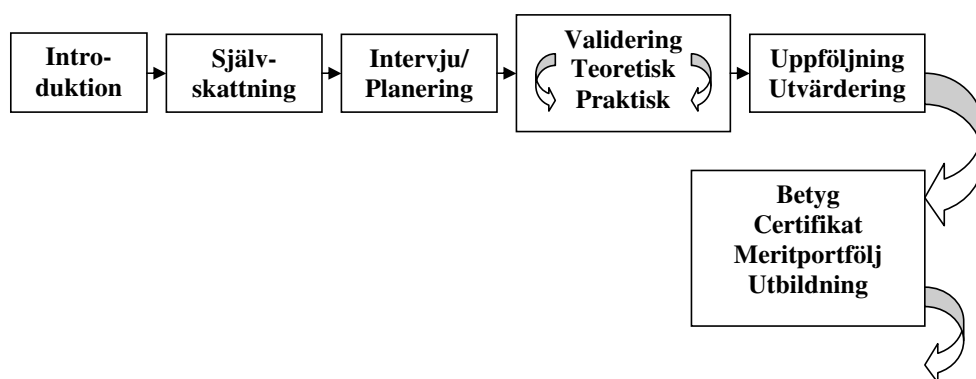 Intro-
duktion
Själv-
skattning
Intervju/
Planering
Validering
Teoretisk
Praktisk
Uppföljning
Utvärdering
Betyg
Certifikat
Meritportfölj
Utbildning